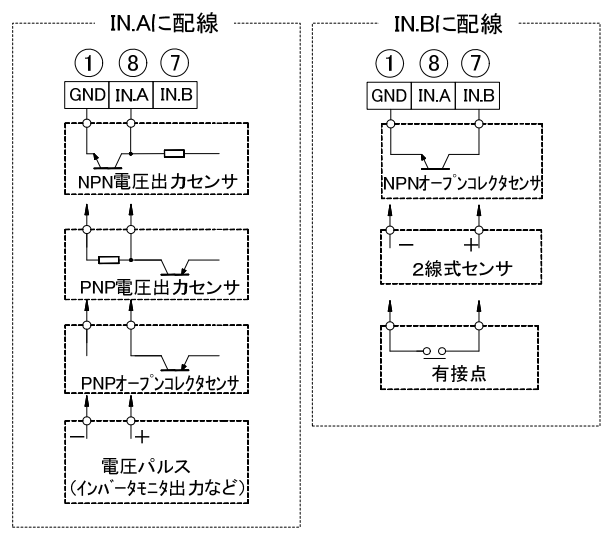 IN.Aに配線
① ⑧ ⑦
GND IN.A IN.B
NPN電圧出力センサ
PNP電圧出力センサ
PNPオープンコレクタセンサ
− +
電圧パルス
(インバータモニタ出力など)
IN.Bに配線
① ⑧ ⑦
GND IN.A IN.B
NPNオープンコレクタセンサ
− +
2線式センサ
有接点